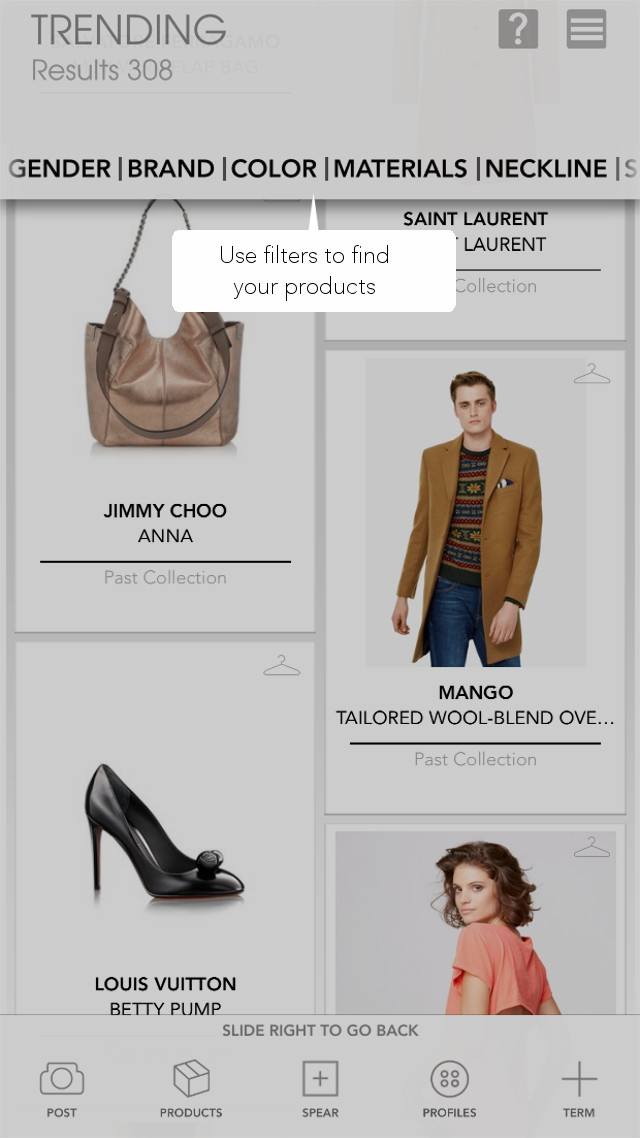 TRENDING
Results 308
FLAP BAG
GENDER | BRAND | COLOR | MATERIALS | NECKLINE | S
Use filters to find
your products
SAINT LAURENT
LAURENT
Collection
JIMMY CHOO
ANNA
Past Collection
MANGO
TAILORED WOOL-BLEND OVE...
Past Collection
LOUIS VUITTON
BETTY PUMP
SLIDE RIGHT TO GO BACK
POST
PRODUCTS
SPEAR
PROFILES
TERM